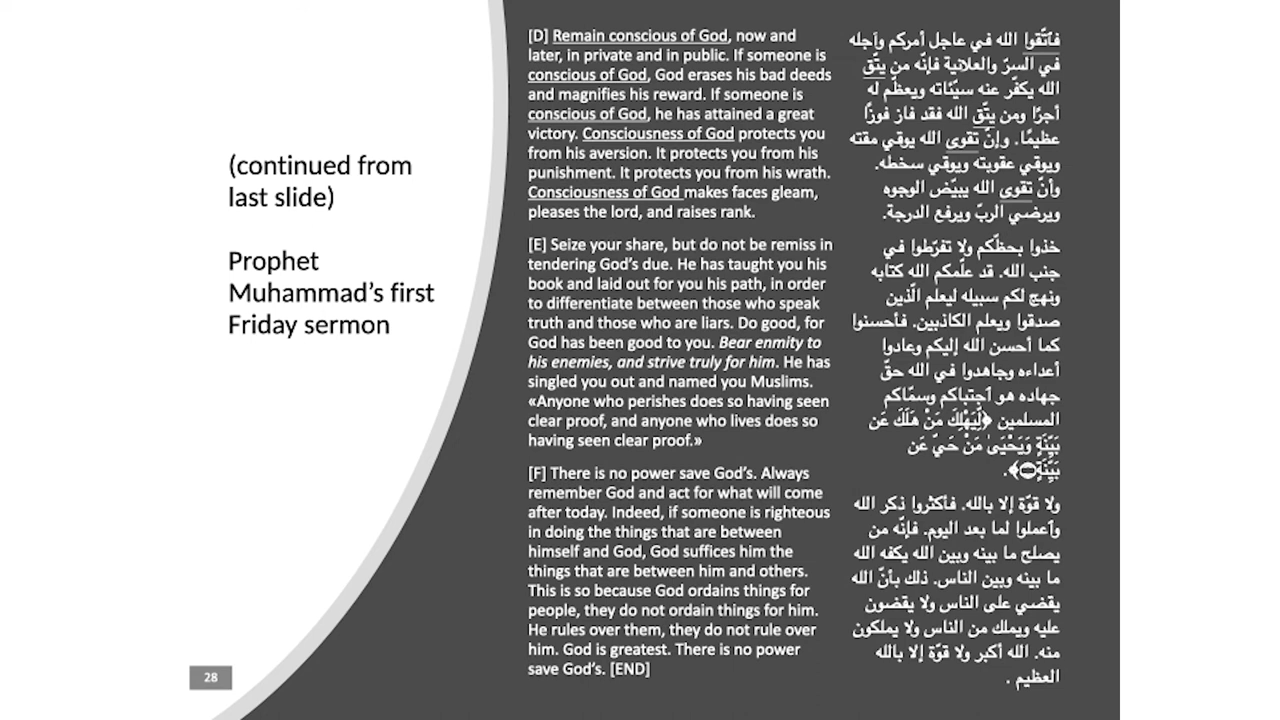 (continued from
last slide)
Prophet
Muhammad’s first
Friday sermon
28
[D] Remain conscious of God, now and
later, in private and in public. If someone is
conscious of God, God erases his bad deeds
and magnifies his reward. If someone is
conscious of God, he has attained a great
victory. Consciousness of God protects you
from his aversion. It protects you from his
punishment. It protects you from his wrath.
Consciousness of God makes faces gleam,
pleases the lord, and raises rank.
[E] Seize your share, but do not be remiss in
tendering God’s due. He has taught you his
book and laid out for you his path, in order
to differentiate between those who speak
truth and those who are liars. Do good, for
God has been good to you. Bear enmity to
his enemies, and strive truly for him. He has
singled you out and named you Muslims.
«Anyone who perishes does so having seen
clear proof, and anyone who lives does so
having seen clear proof.»
[F] There is no power save God’s. Always
remember God and act for what will come
after today. Indeed, if someone is righteous
in doing the things that are between
himself and God, God suffices him the
things that are between him and others.
This is so because God ordains things for
people, they do not ordain things for him.
He rules over them, they do not rule over
him. God is greatest. There is no power
save God’s. [END]
فٱتّقوا الله في عاجل أمركم وآجله
في السرّ والعلانية فإنّه من يتّق
الله يكفّر عنه سيّئاته ويعظّم له
أجرًا ومن يتّق الله فقد فاز فوزًا
عظيمًا. وإنّ تقوى الله يوقي مقته
ويوقي عقوبته ويوقي سخطه.
وأنّ تقوى الله يبيّض الوجوه
ويرضي الربّ ويرفع الدرجة.
خذوا بحظّكم ولا تفرّطوا في
جنب الله. قد علّمكم الله كتابه
ونهج لكم سبيله ليعلم الّذين
صدقوا ويعلم الكاذبين. فأحسنوا
كما أحسن الله إليكم وعادوا
أعداءه وجاهدوا في الله حقّ
جهاده هو ٱجتباكم وسمّاكم
المسلمين ﴿لِيَهْلِكَ مَنْ هَلَكَ عَن
بَيِّنَةٍ وَيَحْيَىٰ مَنْ حَيَّ عَن
بَيِّنَةٍ﴾.
ولا قوّة إلا بالله. فأكثروا ذكر الله
وٱعملوا لما بعد اليوم. فإنّه من
يصلح ما بينه وبين الله يكفه الله
ما بينه وبين الناس. ذلك بأنّ الله
يقضي على الناس ولا يقضون
عليه ويملك من الناس ولا يملكون
منه. الله أكبر ولا قوّة إلا بالله
العظيم .